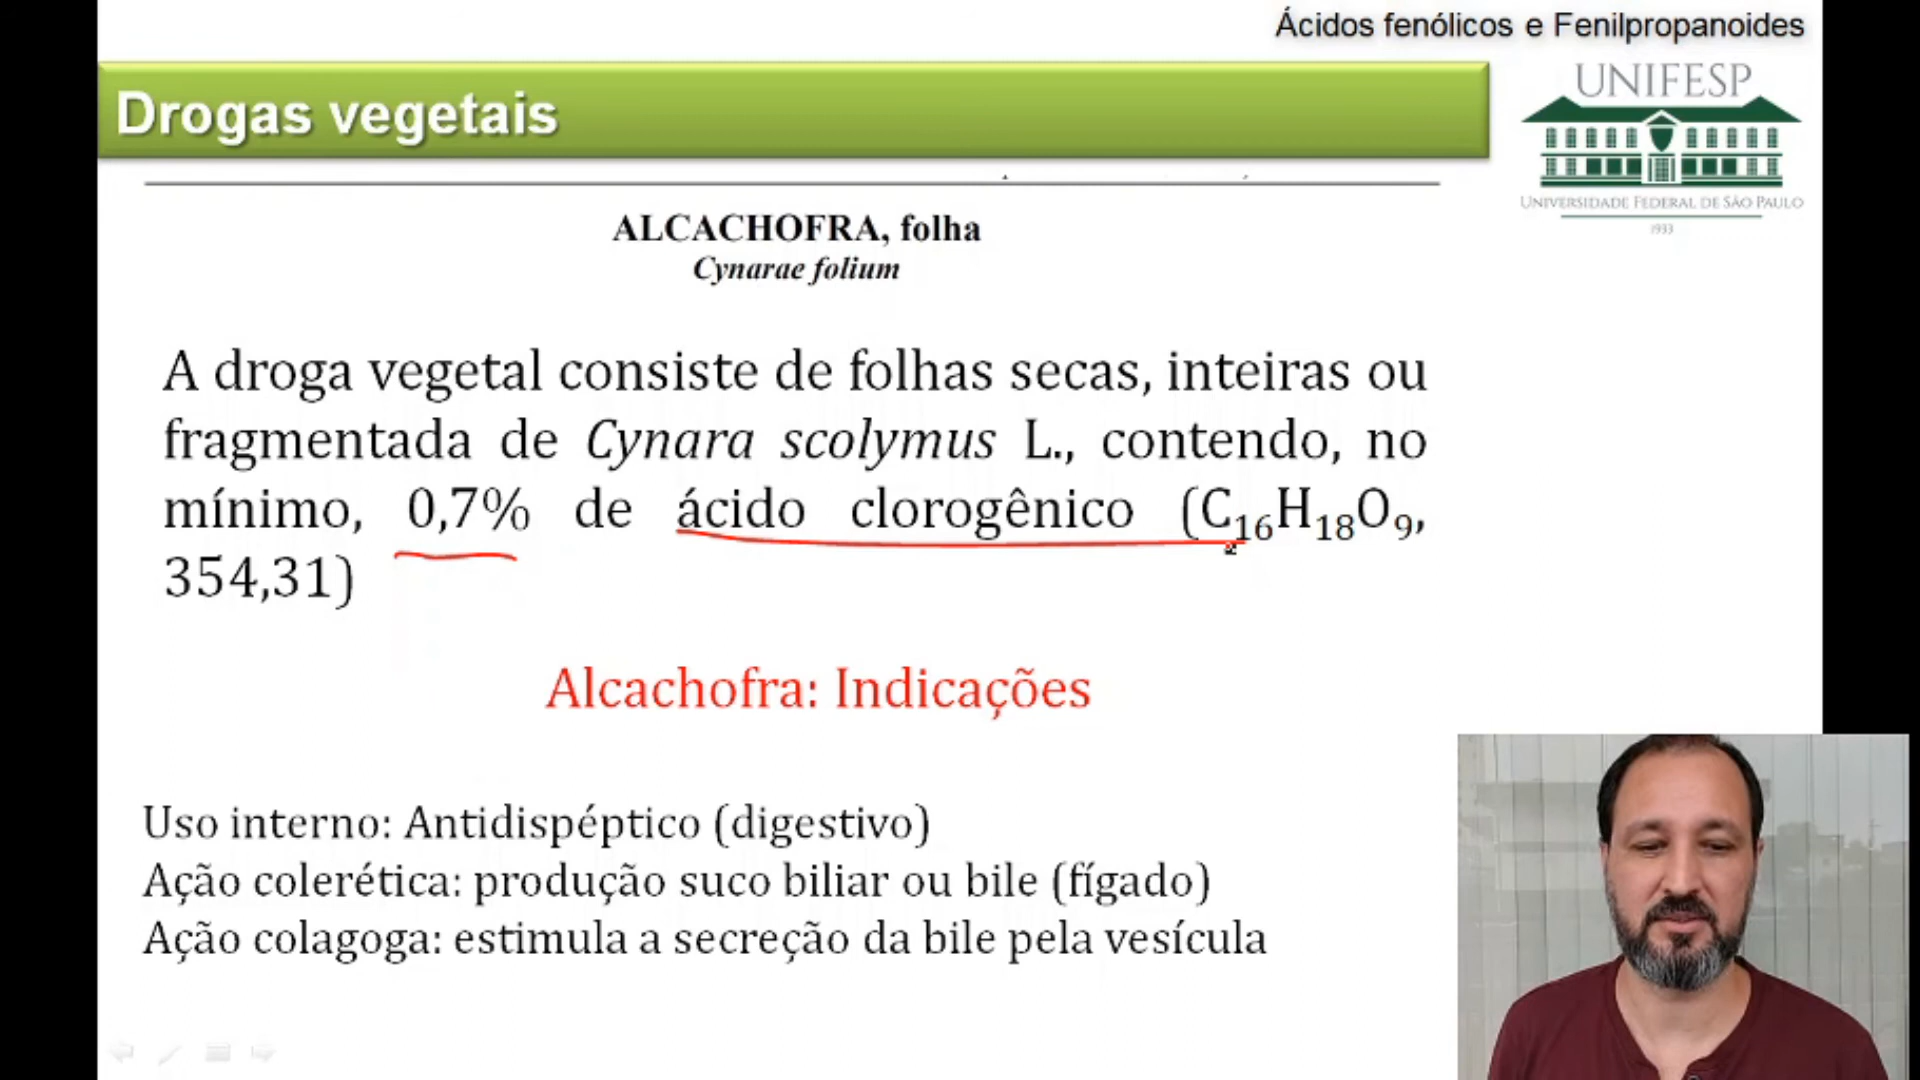 Ácidos fenólicos e Fenilpropanoides
Drogas vegetais
UNIFESP
UNIVERSIDADE FEDERAL DE SÃO PAULO
1933
ALCACHOFRA, folha
Cynarae folium
A droga vegetal consiste de folhas secas, inteiras ou
fragmentada de Cynara scolymus L., contendo, no
mínimo, 0,7% de ácido clorogênico (C₁₆H₁₈O₉,
354,31)
Alcachofra: Indicações
Uso interno: Antidispéptico (digestivo)
Ação colerética: produção suco biliar ou bile (fígado)
Ação colagoga: estimula a secreção da bile pela vesícula